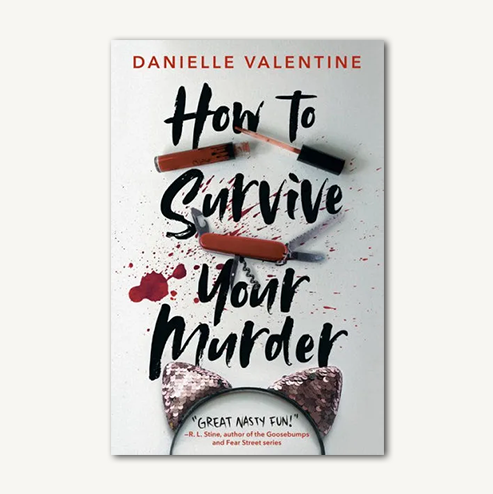 DANIELLE VALENTINE
How to
Survive
Your
Murder
"GREAT NASTY FUN!"
–R. L. Stine, author of the Goosebumps
and Fear Street series